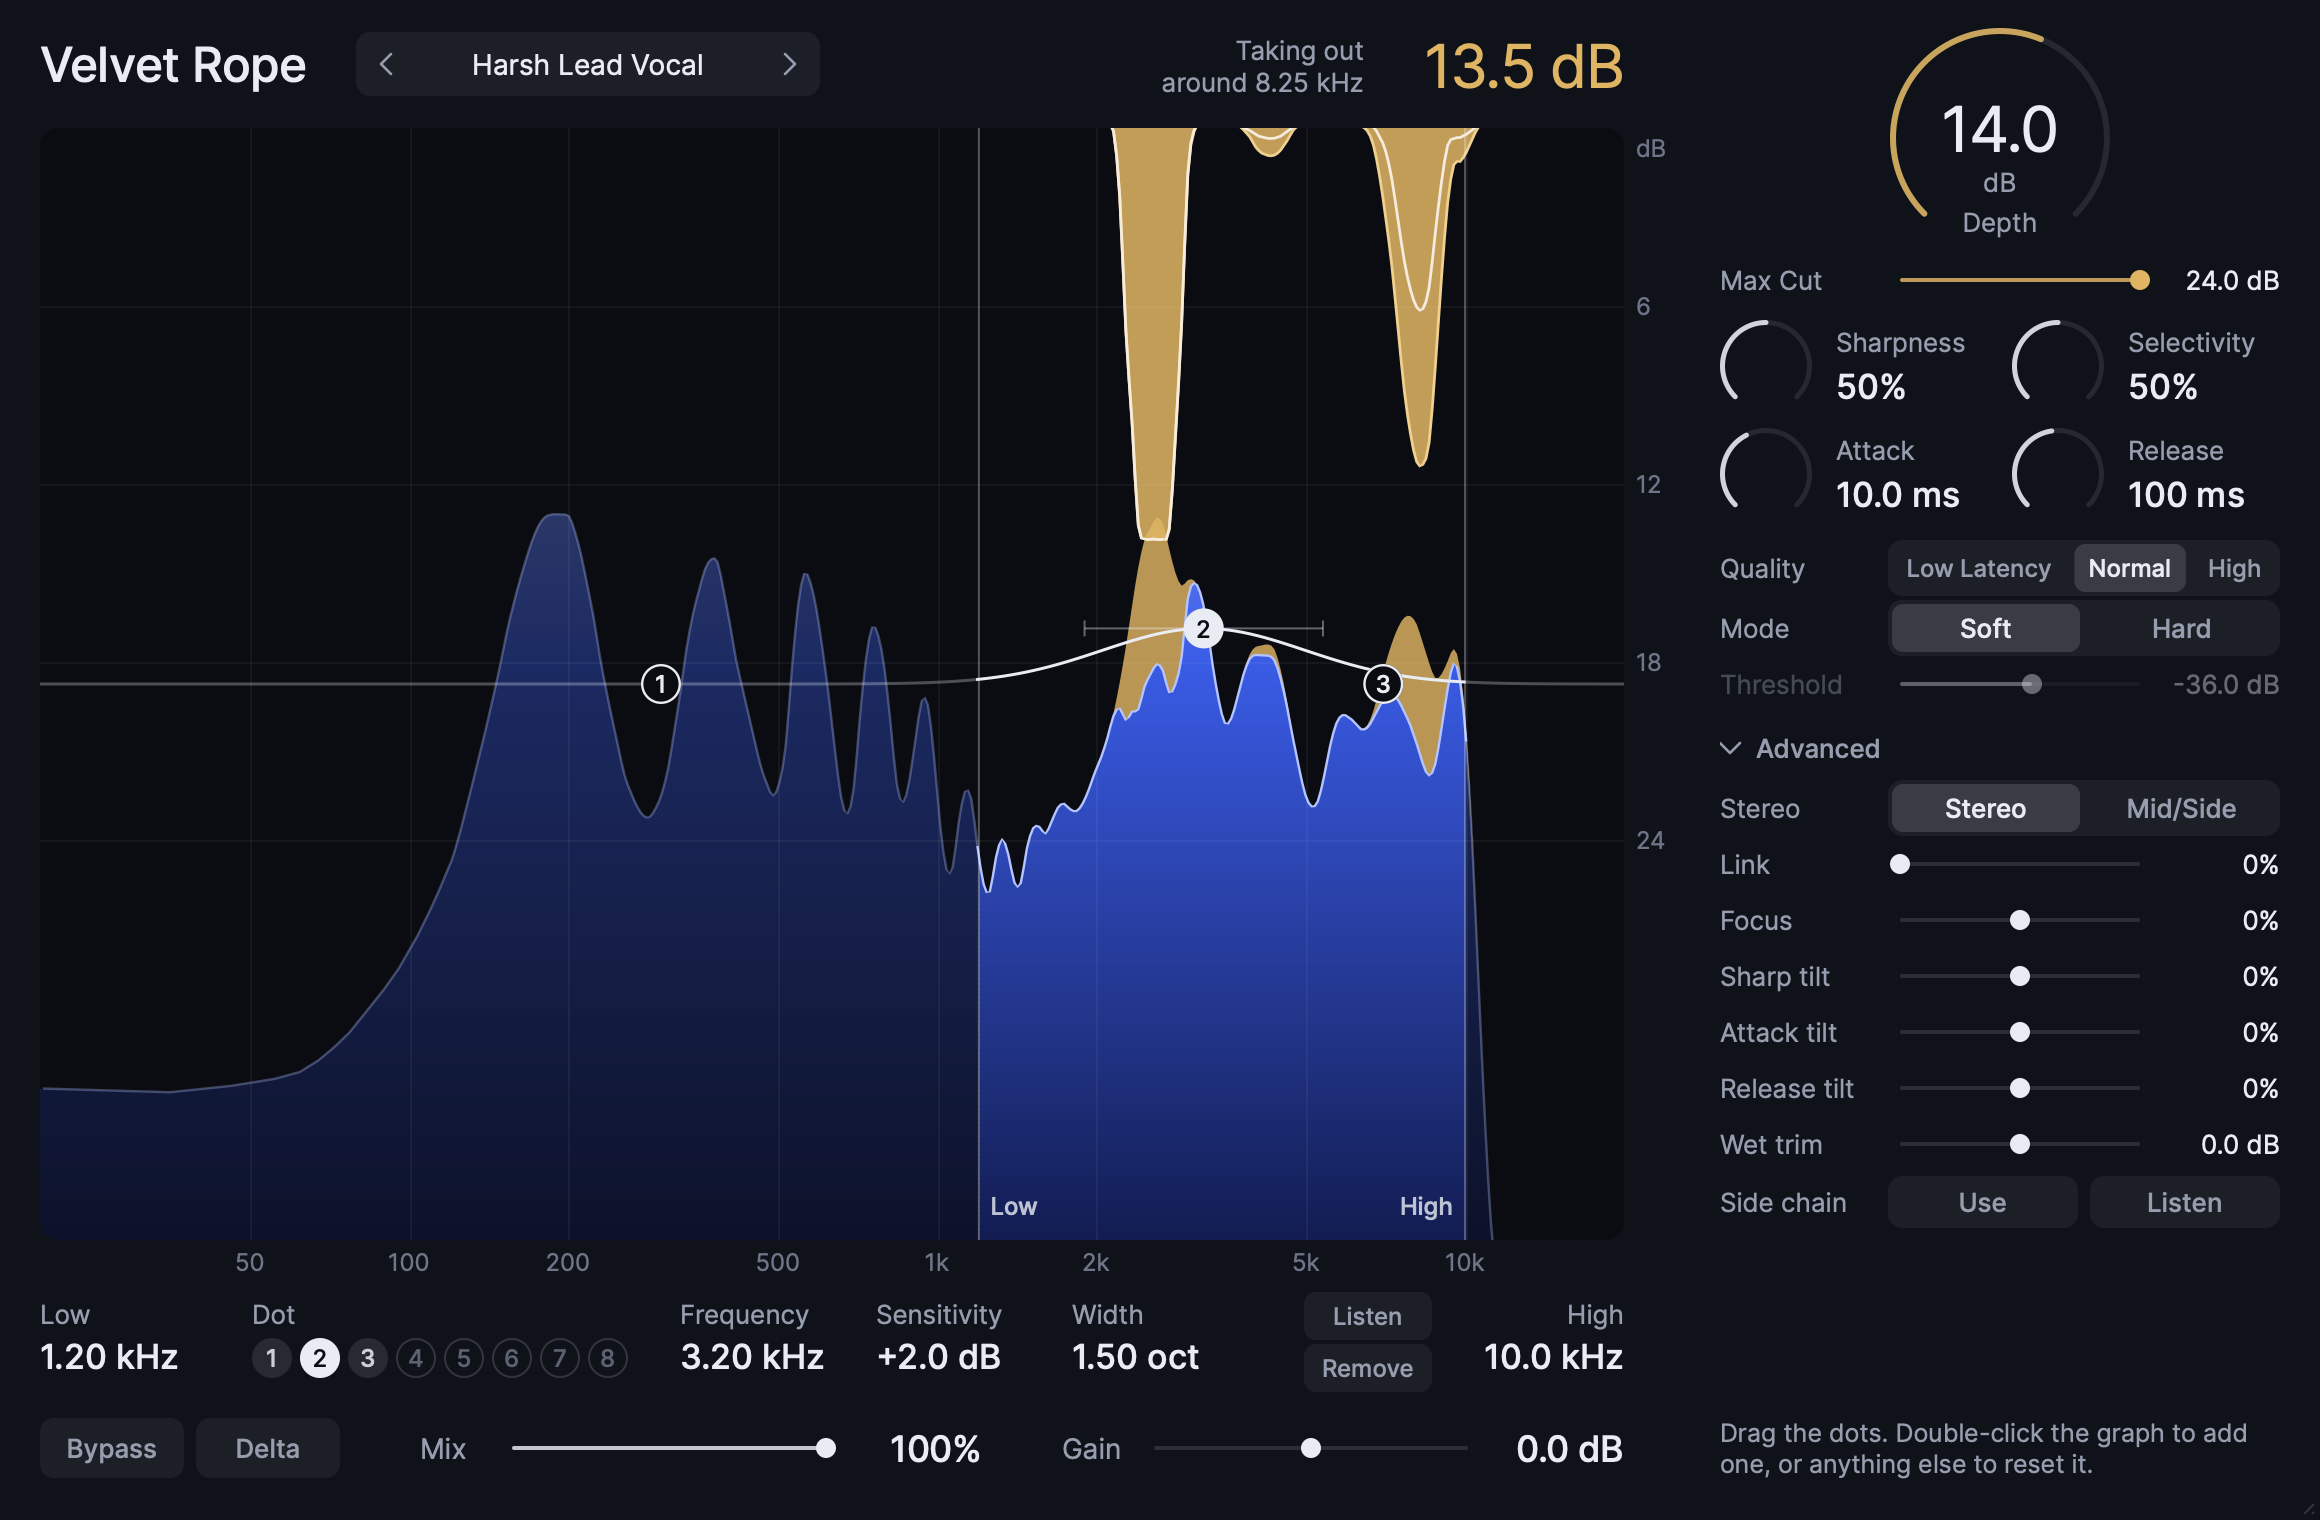 Velvet Rope
Harsh Lead Vocal
Taking out
around 8.25 kHz
13.5 dB
14.0
dB
Depth
dB
6
12
18
24
1
2
3
Low
High
50
100
200
500
1k
2k
5k
10k
Max Cut
24.0 dB
Sharpness
50%
Selectivity
50%
Attack
10.0 ms
Release
100 ms
Quality
Low Latency
Normal
High
Mode
Soft
Hard
Threshold
-36.0 dB
Advanced
Stereo
Stereo
Mid/Side
Link
0%
Focus
0%
Sharp tilt
0%
Attack tilt
0%
Release tilt
0%
Wet trim
0.0 dB
Side chain
Use
Listen
Low
1.20 kHz
Dot
1 2 3 4 5 6 7 8
Frequency
3.20 kHz
Sensitivity
+2.0 dB
Width
1.50 oct
Listen
Remove
High
10.0 kHz
Bypass
Delta
Mix
100%
Gain
0.0 dB
Drag the dots. Double-click the graph to add
one, or anything else to reset it.